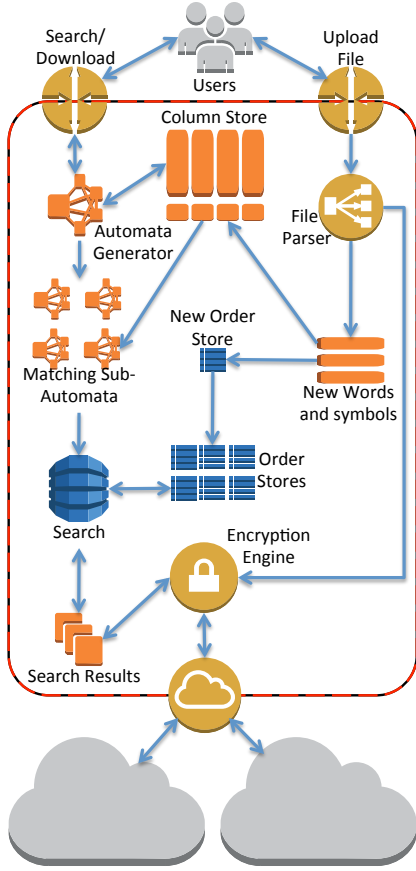 Search/
Download
Users
Upload
File
Column Store
Automata
Generator
File
Parser
New Order
Store
Matching Sub-
Automata
New Words
and symbols
Order
Stores
Search
Encryption
Engine
Search Results